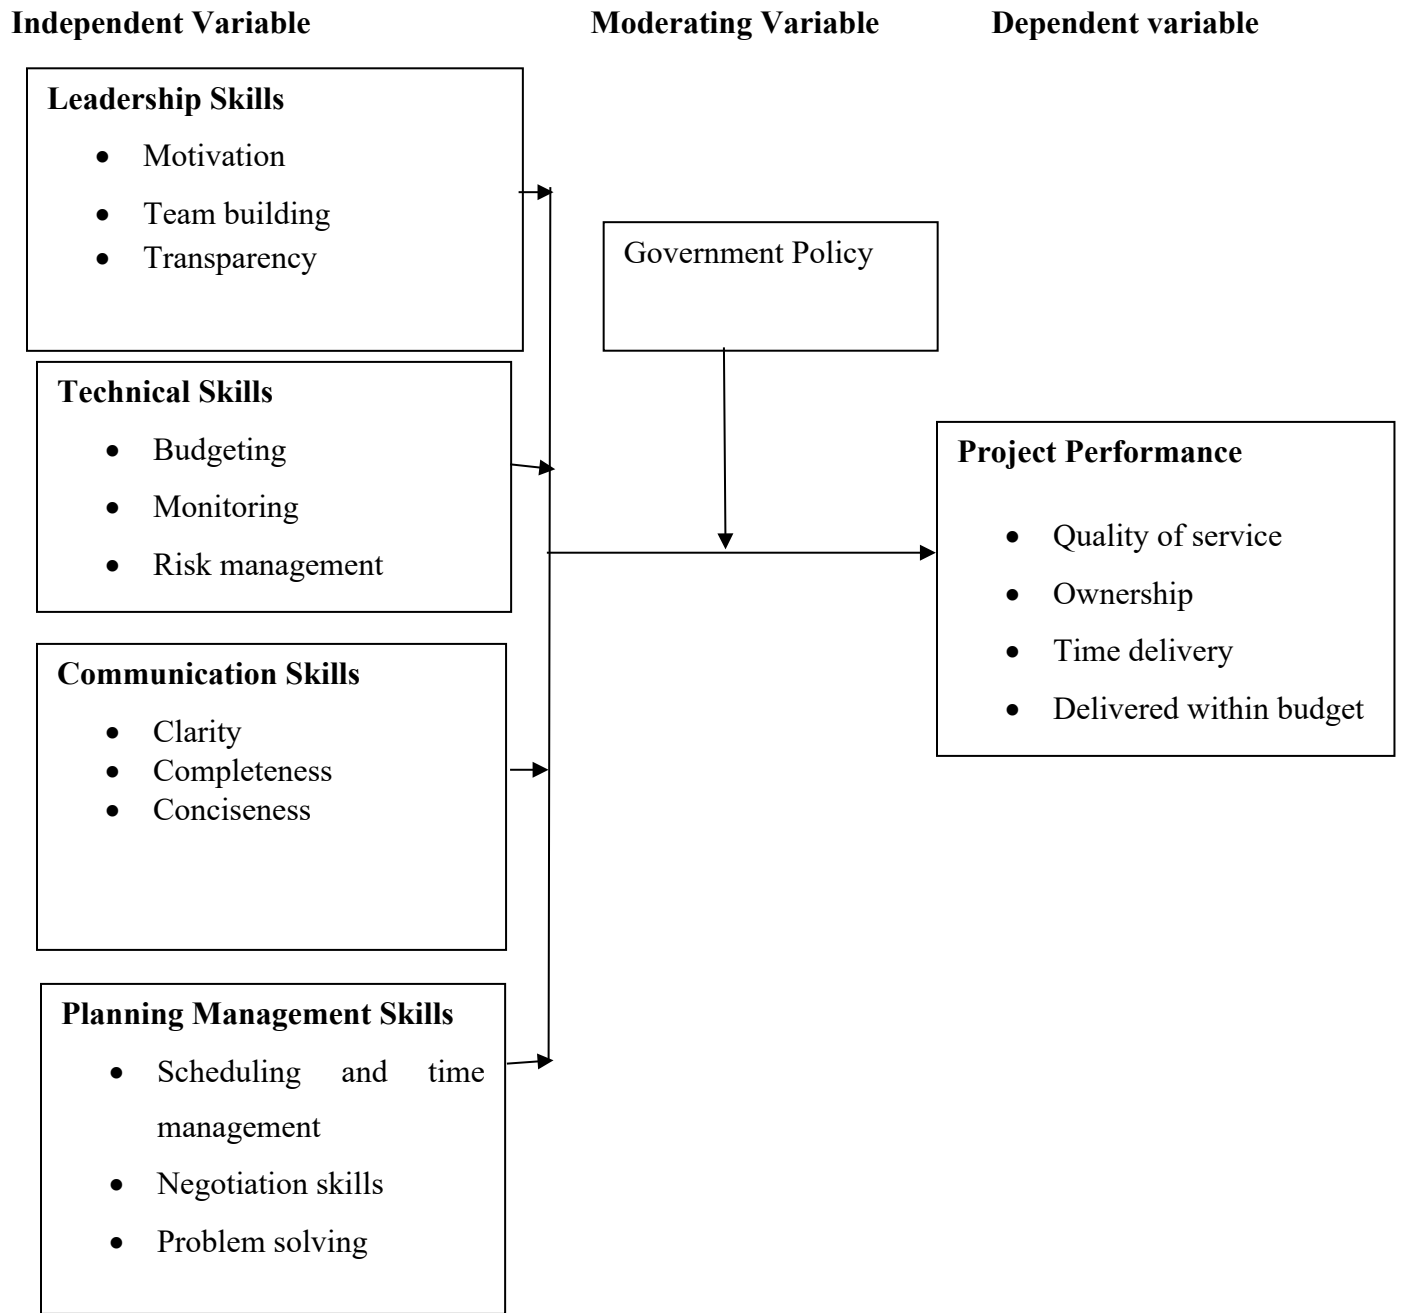 Independent Variable
Moderating Variable
Dependent variable
Leadership Skills
• Motivation
• Team building
• Transparency
Technical Skills
• Budgeting
• Monitoring
• Risk management
Communication Skills
• Clarity
• Completeness
• Conciseness
Planning Management Skills
• Scheduling and time
management
• Negotiation skills
• Problem solving
Government Policy
Project Performance
• Quality of service
• Ownership
• Time delivery
• Delivered within budget